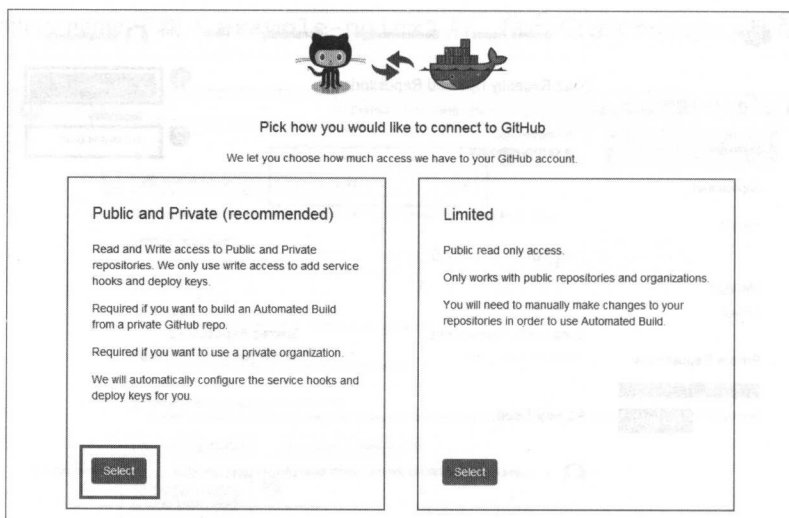 Pick how you would like to connect to GitHub
We let you choose how much access we have to your GitHub account.
Public and Private (recommended)
Read and Write access to Public and Private
repositories. We only use write access to add service
hooks and deploy keys.
Required if you want to build an Automated Build
from a private GitHub repo.
Required if you want to use a private organization.
We will automatically configure the service hooks and
deploy keys for you.
Select
Limited
Public read only access.
Only works with public repositories and organizations.
You will need to manually make changes to your
repositories in order to use Automated Build.
Select